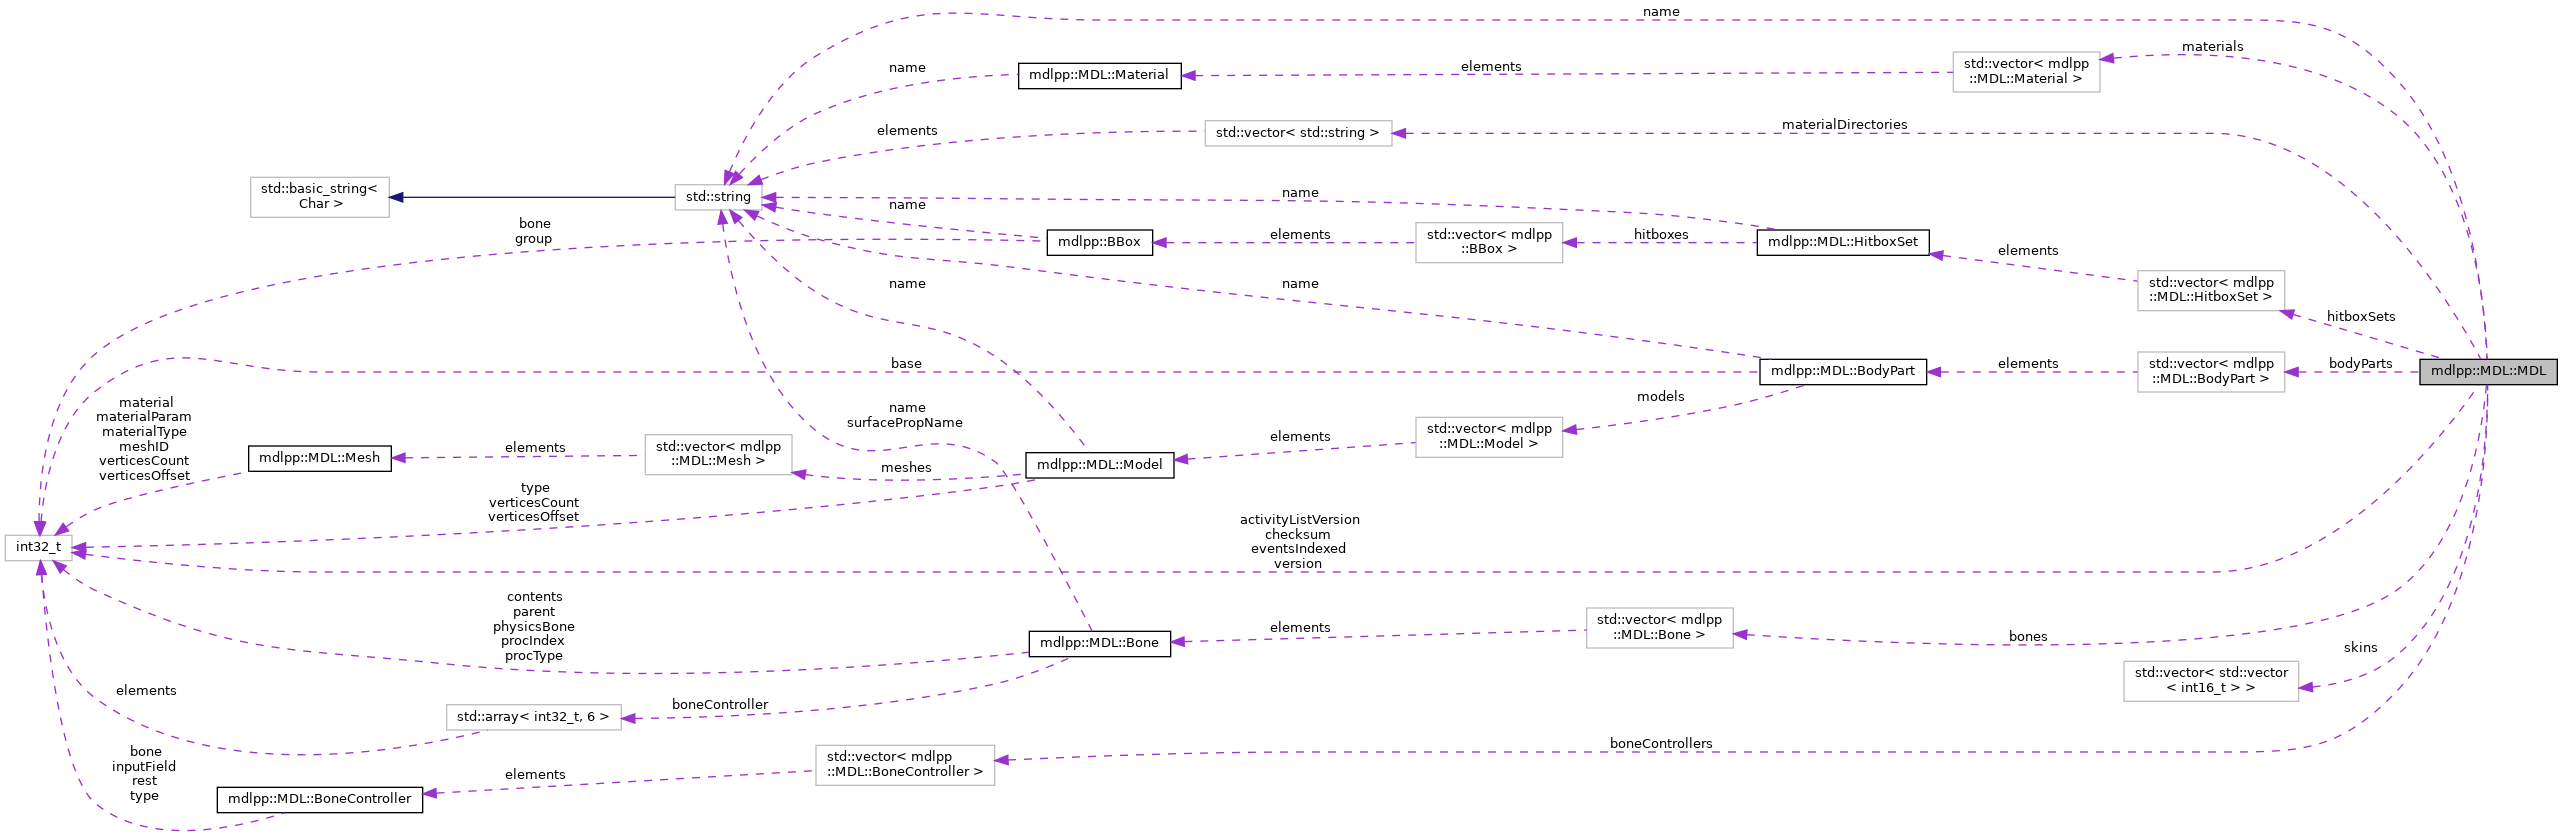 name
materials
std::vector< mdlpp
::MDL::Material >
elements
mdlpp::MDL::Material
name
materialDirectories
std::vector< std::string >
elements
std::basic_string<
Char >
std::string
name
name
bone
group
mdlpp::BBox
elements
std::vector< mdlpp
::BBox >
hitboxes
mdlpp::MDL::HitboxSet
elements
std::vector< mdlpp
::MDL::HitboxSet >
hitboxSets
name
name
base
mdlpp::MDL::BodyPart
elements
std::vector< mdlpp
::MDL::BodyPart >
bodyParts
mdlpp::MDL::MDL
models
name
surfacePropName
material
materialParam
materialType
meshID
verticesCount
verticesOffset
mdlpp::MDL::Mesh
elements
std::vector< mdlpp
::MDL::Mesh >
meshes
mdlpp::MDL::Model
elements
std::vector< mdlpp
::MDL::Model >
type
verticesCount
verticesOffset
int32_t
activityListVersion
checksum
eventsIndexed
version
contents
parent
physicsBone
procIndex
procType
mdlpp::MDL::Bone
elements
std::vector< mdlpp
::MDL::Bone >
bones
skins
std::vector< std::vector
< int16_t > >
elements
std::array< int32_t, 6 >
boneController
bone
inputField
rest
type
mdlpp::MDL::BoneController
elements
std::vector< mdlpp
::MDL::BoneController >
boneControllers